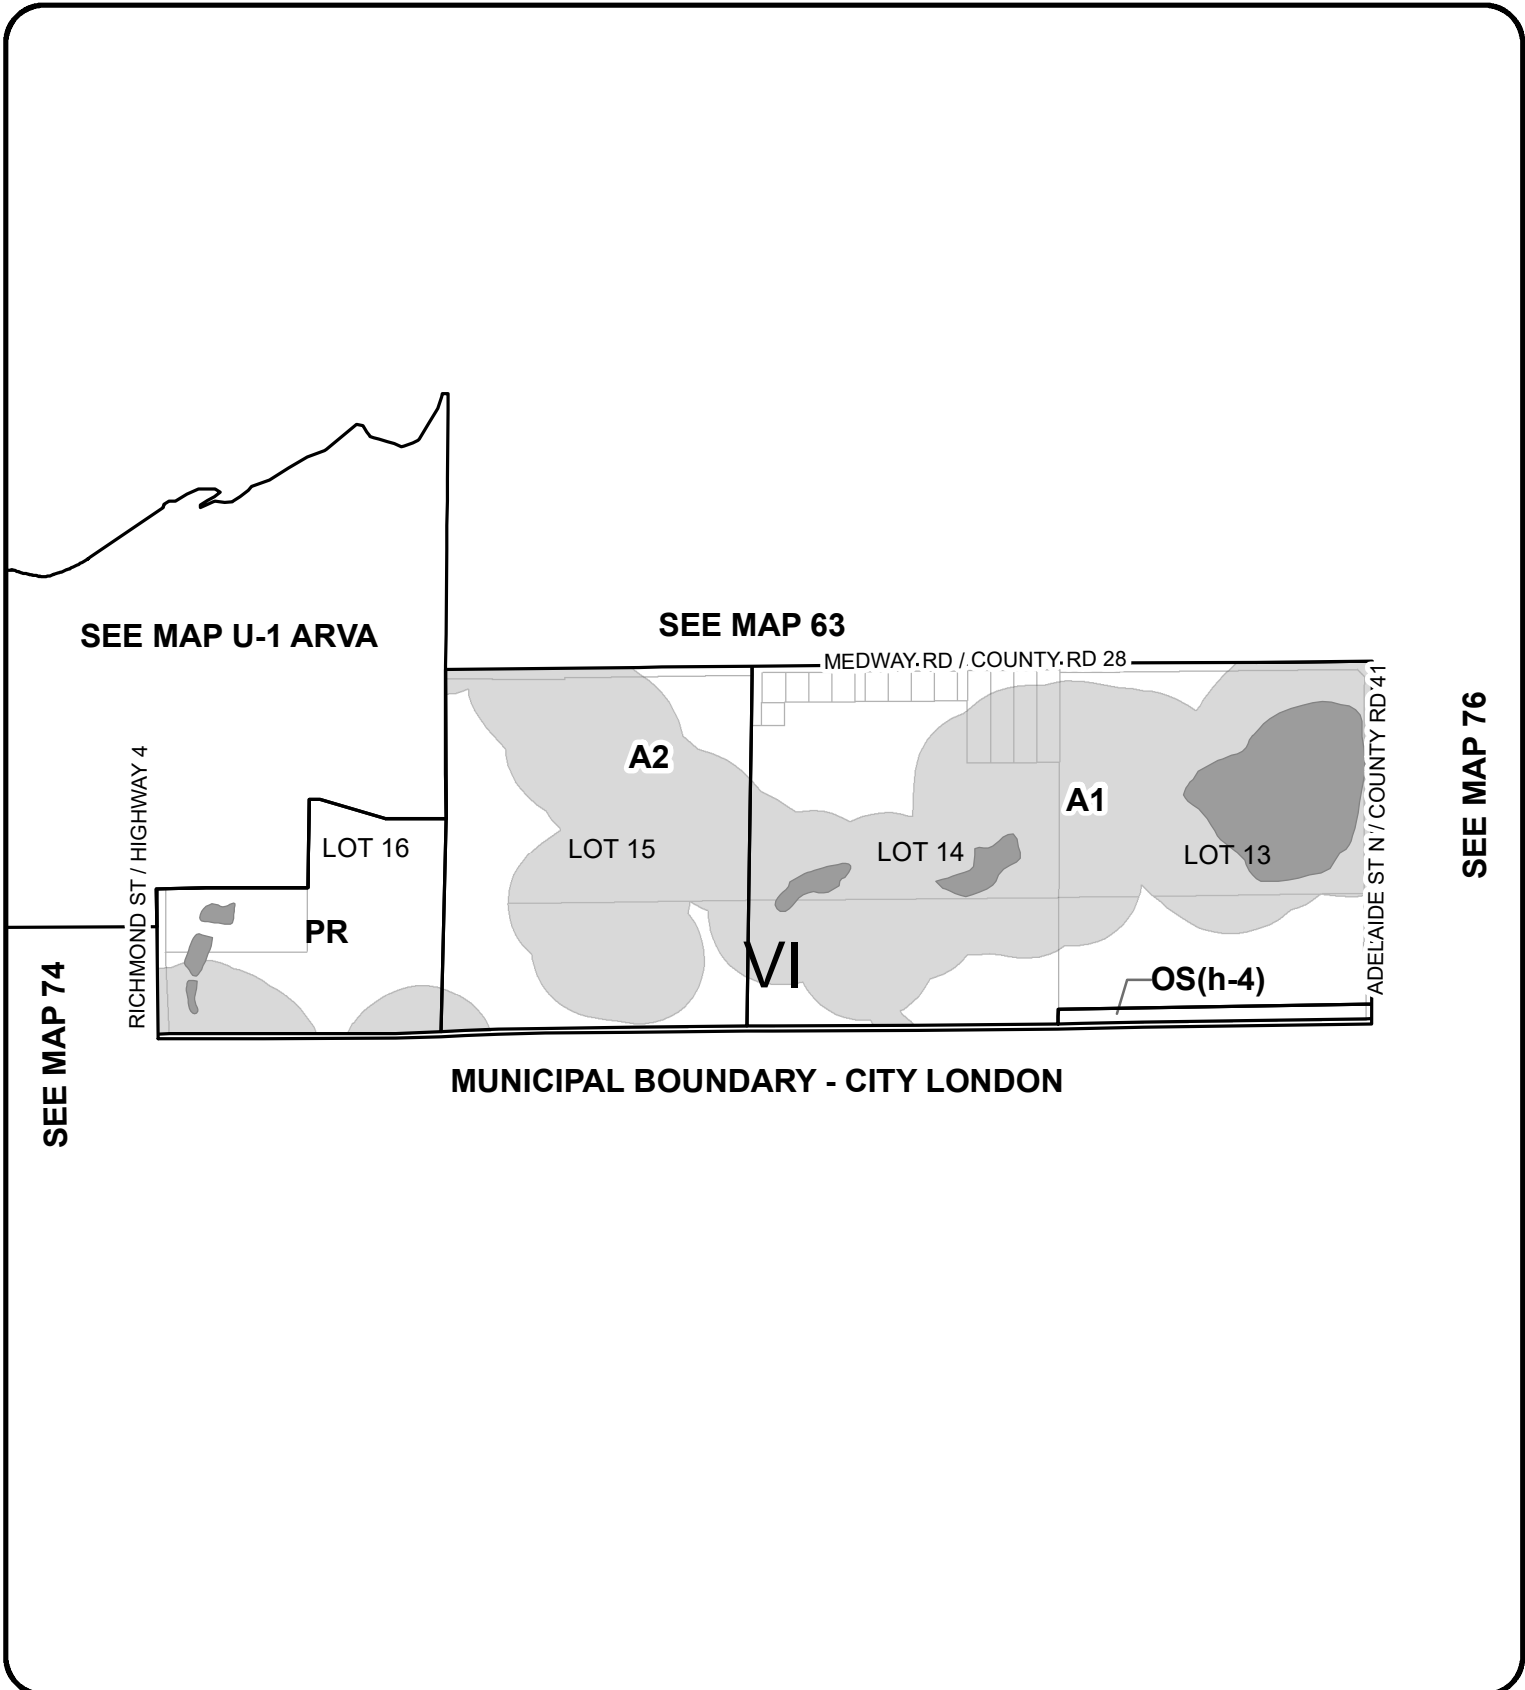 SEE MAP 63
SEE MAP U-1 ARVA
MEDWAY RD / COUNTY RD 28
ADELAIDE ST N / COUNTY RD 41
SEE MAP 76
A2
A1
RICHMOND ST / HIGHWAY 4
LOT 16
LOT 15
LOT 14
LOT 13
PR
VI
OS(h-4)
SEE MAP 74
MUNICIPAL BOUNDARY - CITY LONDON